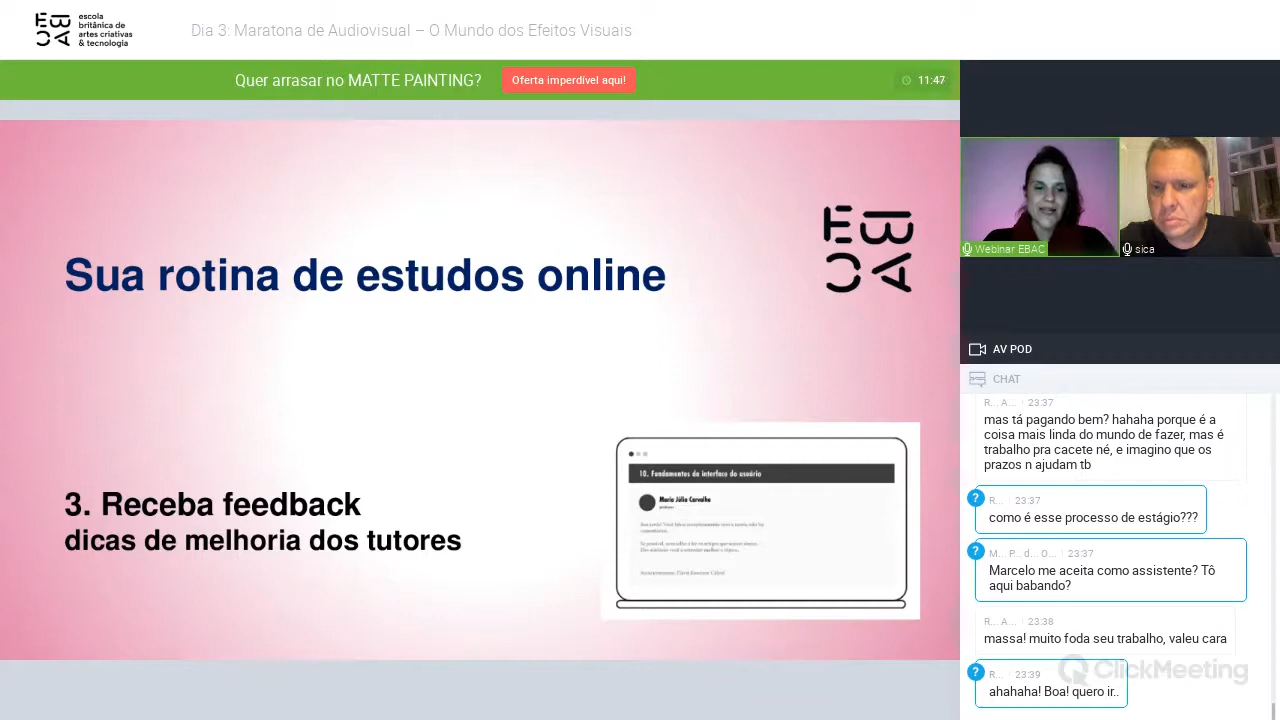 escola
britânica de
artes criativas
& tecnologia
Dia 3: Maratona de Audiovisual – O Mundo dos Efeitos Visuais
Quer arrasar no MATTE PAINTING?
Oferta imperdível aqui!
11:47
Sua rotina de estudos online
EBAC
3. Receba feedback
dicas de melhoria dos tutores
10. Fundamentos da interface do usuário
Maria Júlia Carvalho
Webinar EBAC
sica
AV POD
CHAT
R... A... 23:37
mas tá pagando bem? hahaha porque é a
coisa mais linda do mundo de fazer, mas é
trabalho pra cacete né, e imagino que os
prazos n ajudam tb
?
R... 23:37
como é esse processo de estágio???
?
M... P... d... O... 23:37
Marcelo me aceita como assistente? Tô
aqui babando?
R... A... 23:38
massa! muito foda seu trabalho, valeu cara
?
R... 23:39
ahahaha! Boa! quero ir..
ClickMeeting